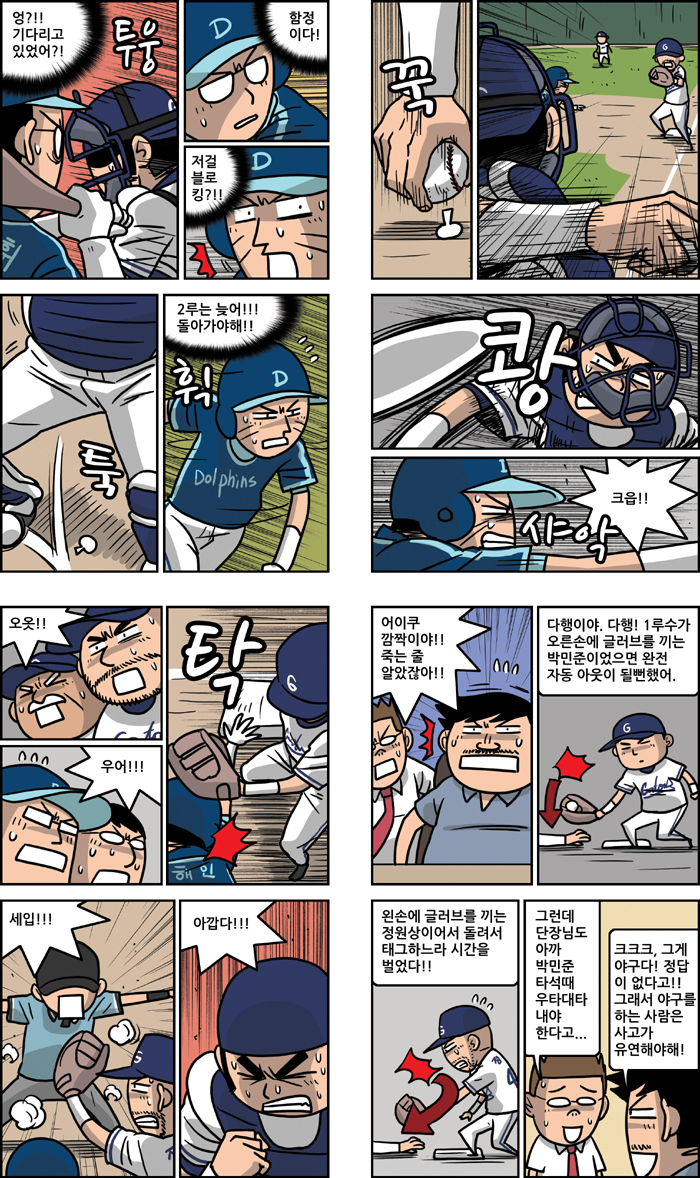 엉?!!
기다리고
있었어?!
투웅
D
함정
이다!
저걸
블로
킹?!!
D
꾹
G
툭
2루는 늦어!!!
돌아가야해!!
휙
D
Dolphins
쾅
크읍!!
샤악
오옷!!
우어!!!
탁
G
해인
어이쿠
깜짝이야!!
죽는 줄
알았잖아!!
다행이야. 다행! 1루수가
오른손에 글러브를 끼는
박민준이었으면 완전
자동 아웃이 될뻔했어.
G
세입!!!
G
아깝다!!!
왼손에 글러브를 끼는
정원상이어서 돌려서
태그하느라 시간을
벌었다!!
G
그런데
단장님도
아까
박민준
타석때
우타대타
내야
한다고...
크크크, 그게
야구다! 정답
이 없다고!!
그래서 야구를
하는 사람은
사고가
유연해야해!